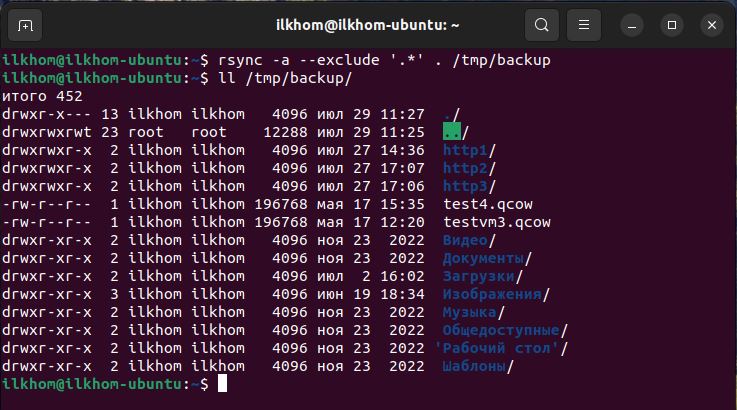 ilkhom@ilkhom-ubuntu: ~
ilkhom@ilkhom-ubuntu:~$ rsync -a --exclude '.*' . /tmp/backup
ilkhom@ilkhom-ubuntu:~$ ll /tmp/backup/
итого 452
drwxr-x--- 13 ilkhom ilkhom   4096 июл 29 11:27  ./
drwxrwxrwt 23 root   root    12288 июл 29 11:25  ../
drwxrwxr-x  2 ilkhom ilkhom   4096 июл 27 14:36  http1/
drwxrwxr-x  2 ilkhom ilkhom   4096 июл 27 17:07  http2/
drwxrwxr-x  2 ilkhom ilkhom   4096 июл 27 17:06  http3/
-rw-r--r--  1 ilkhom ilkhom 196768 мая 17 15:35  test4.qcow
-rw-r--r--  1 ilkhom ilkhom 196768 мая 17 12:20  testvm3.qcow
drwxr-xr-x  2 ilkhom ilkhom   4096 ноя 23  2022  Видео/
drwxr-xr-x  2 ilkhom ilkhom   4096 ноя 23  2022  Документы/
drwxr-xr-x  2 ilkhom ilkhom   4096 июл  2 16:02  Загрузки/
drwxr-xr-x  3 ilkhom ilkhom   4096 июн 19 18:34  Изображения/
drwxr-xr-x  2 ilkhom ilkhom   4096 ноя 23  2022  Музыка/
drwxr-xr-x  2 ilkhom ilkhom   4096 ноя 23  2022  Общедоступные/
drwxr-xr-x  2 ilkhom ilkhom   4096 ноя 23  2022 'Рабочий стол'/
drwxr-xr-x  2 ilkhom ilkhom   4096 ноя 23  2022  Шаблоны/
ilkhom@ilkhom-ubuntu:~$